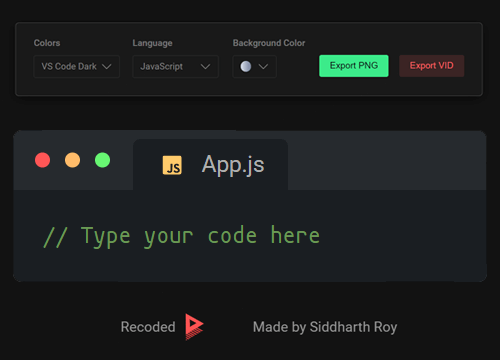 Colors Language Background Color
VS Code Dark JavaScript Export PNG Export VID
JS App.js
// Type your code here
Recoded Made by Siddharth Roy